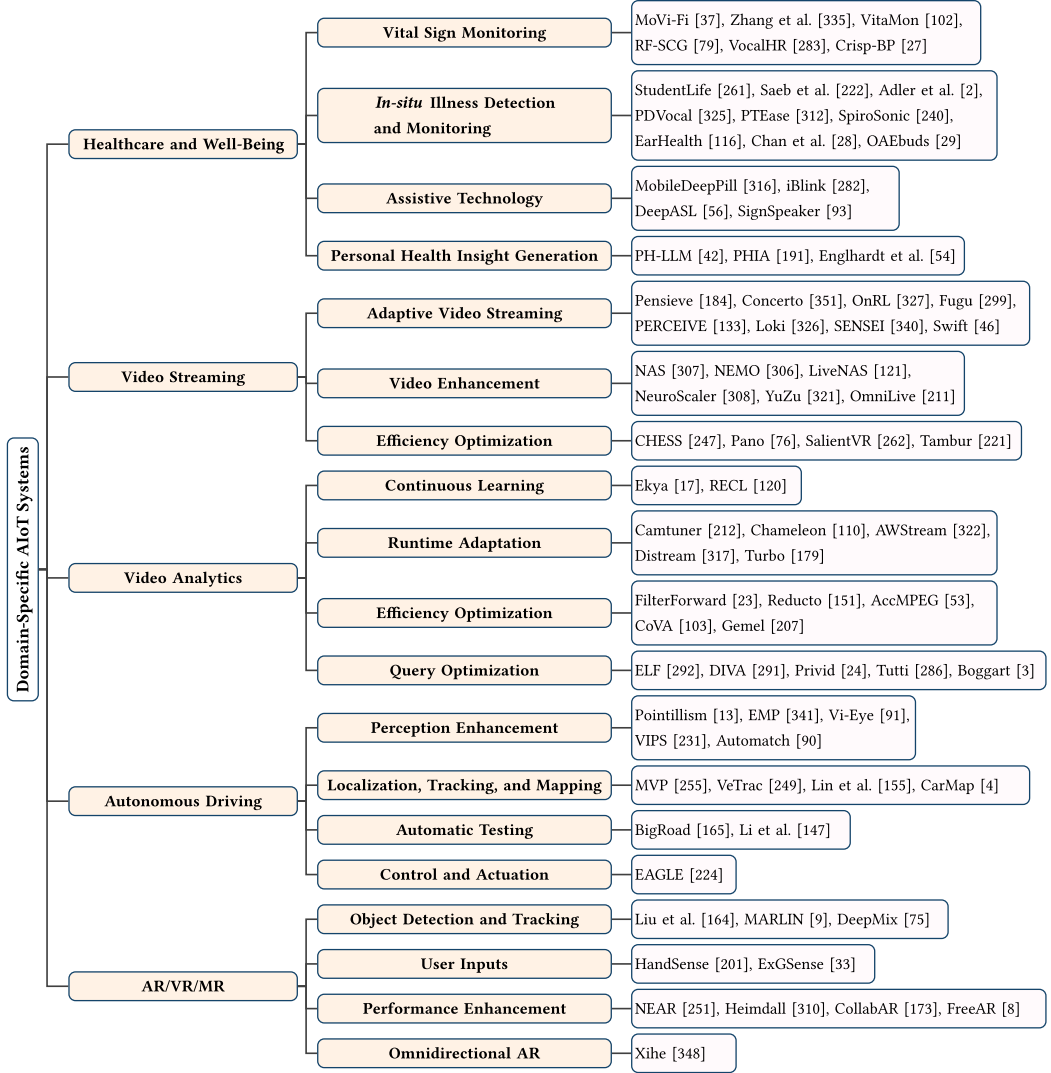 Domain-Specific AIoT Systems
Healthcare and Well-Being
Vital Sign Monitoring
MoVi-Fi [37], Zhang et al. [335], VitaMon [102],
RF-SCG [79], VocalHR [283], Crisp-BP [27]
In-situ Illness Detection
and Monitoring
StudentLife [261], Saeb et al. [222], Adler et al. [2],
PDVocal [325], PTEase [312], SpiroSonic [240],
EarHealth [116], Chan et al. [28], OAEbuds [29]
Assistive Technology
MobileDeepPill [316], iBlink [282],
DeepASL [56], SignSpeaker [93]
Personal Health Insight Generation
PH-LLM [42], PHIA [191], Englhardt et al. [54]
Video Streaming
Adaptive Video Streaming
Pensieve [184], Concerto [351], OnRL [327], Fugu [299],
PERCEIVE [133], Loki [326], SENSEI [340], Swift [46]
Video Enhancement
NAS [307], NEMO [306], LiveNAS [121],
NeuroScaler [308], YuZu [321], OmniLive [211]
Efficiency Optimization
CHESS [247], Pano [76], SalientVR [262], Tambur [221]
Video Analytics
Continuous Learning
Ekya [17], RECL [120]
Runtime Adaptation
Camtuner [212], Chameleon [110], AWStream [322],
Distream [317], Turbo [179]
Efficiency Optimization
FilterForward [23], Reducto [151], AccMPEG [53],
CoVA [103], Gemel [207]
Query Optimization
ELF [292], DIVA [291], Privid [24], Tutti [286], Boggart [3]
Autonomous Driving
Perception Enhancement
Pointillism [13], EMP [341], Vi-Eye [91],
VIPS [231], Automatch [90]
Localization, Tracking, and Mapping
MVP [255], VeTrac [249], Lin et al. [155], CarMap [4]
Automatic Testing
BigRoad [165], Li et al. [147]
Control and Actuation
EAGLE [224]
AR/VR/MR
Object Detection and Tracking
Liu et al. [164], MARLIN [9], DeepMix [75]
User Inputs
HandSense [201], ExGSense [33]
Performance Enhancement
NEAR [251], Heimdall [310], CollabAR [173], FreeAR [8]
Omnidirectional AR
Xihe [348]